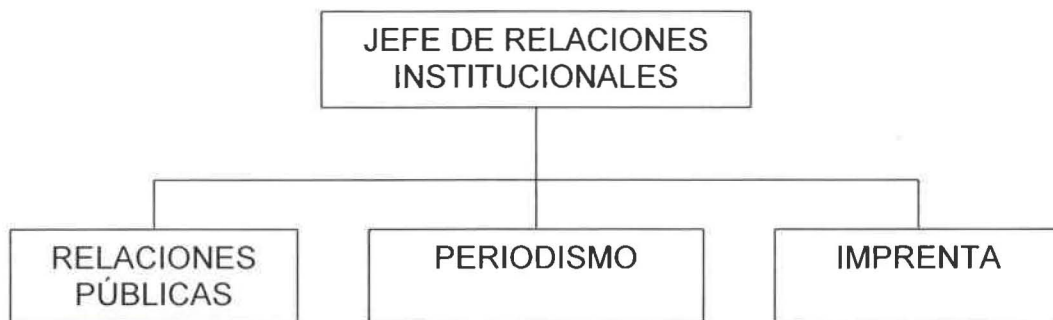 JEFE DE RELACIONES
INSTITUCIONALES
RELACIONES
PÚBLICAS
PERIODISMO
IMPRENTA